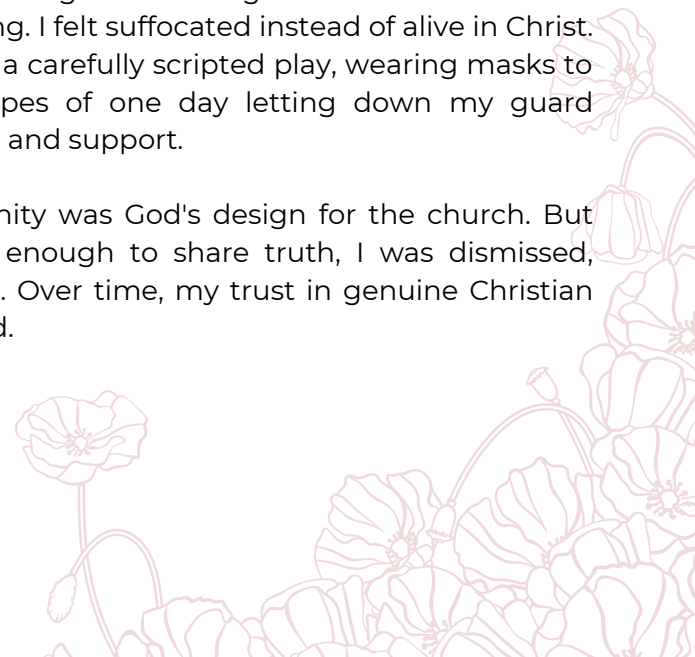 ng. I felt suffocated instead of alive in Christ.
a carefully scripted play, wearing masks to
pes of one day letting down my guard
and support.
nity was God's design for the church. But
enough to share truth, I was dismissed,
. Over time, my trust in genuine Christian
d.